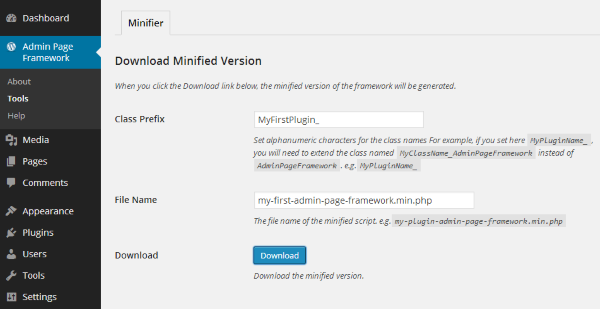 Dashboard
Admin Page
Framework
About
Tools
Help
Media
Pages
Comments
Appearance
Plugins
Users
Tools
Settings
Minifier
Download Minified Version
When you click the Download link below, the minified version of the framework will be generated.
Class Prefix
MyFirstPlugin_
Set alphanumeric characters for the class names For example, if you set here MyPluginName_ ,
you will need to extend the class named MyClassName_AdminPageFramework instead of
AdminPageFramework . e.g. MyPluginName_
File Name
my-first-admin-page-framework.min.php
The file name of the minified script. e.g. my-plugin-admin-page-framework.min.php
Download
Download
Download the minified version.